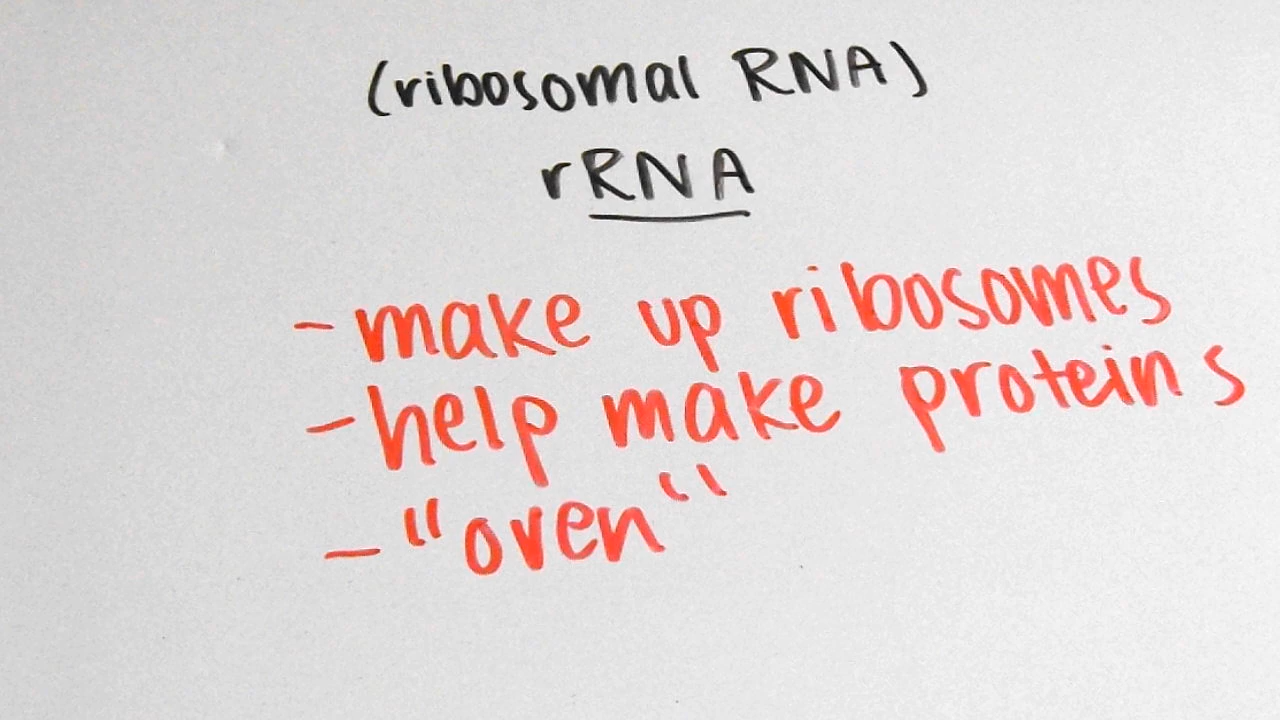 (ribosomal RNA)
rRNA
- make up ribosomes
- help make proteins
- "oven"